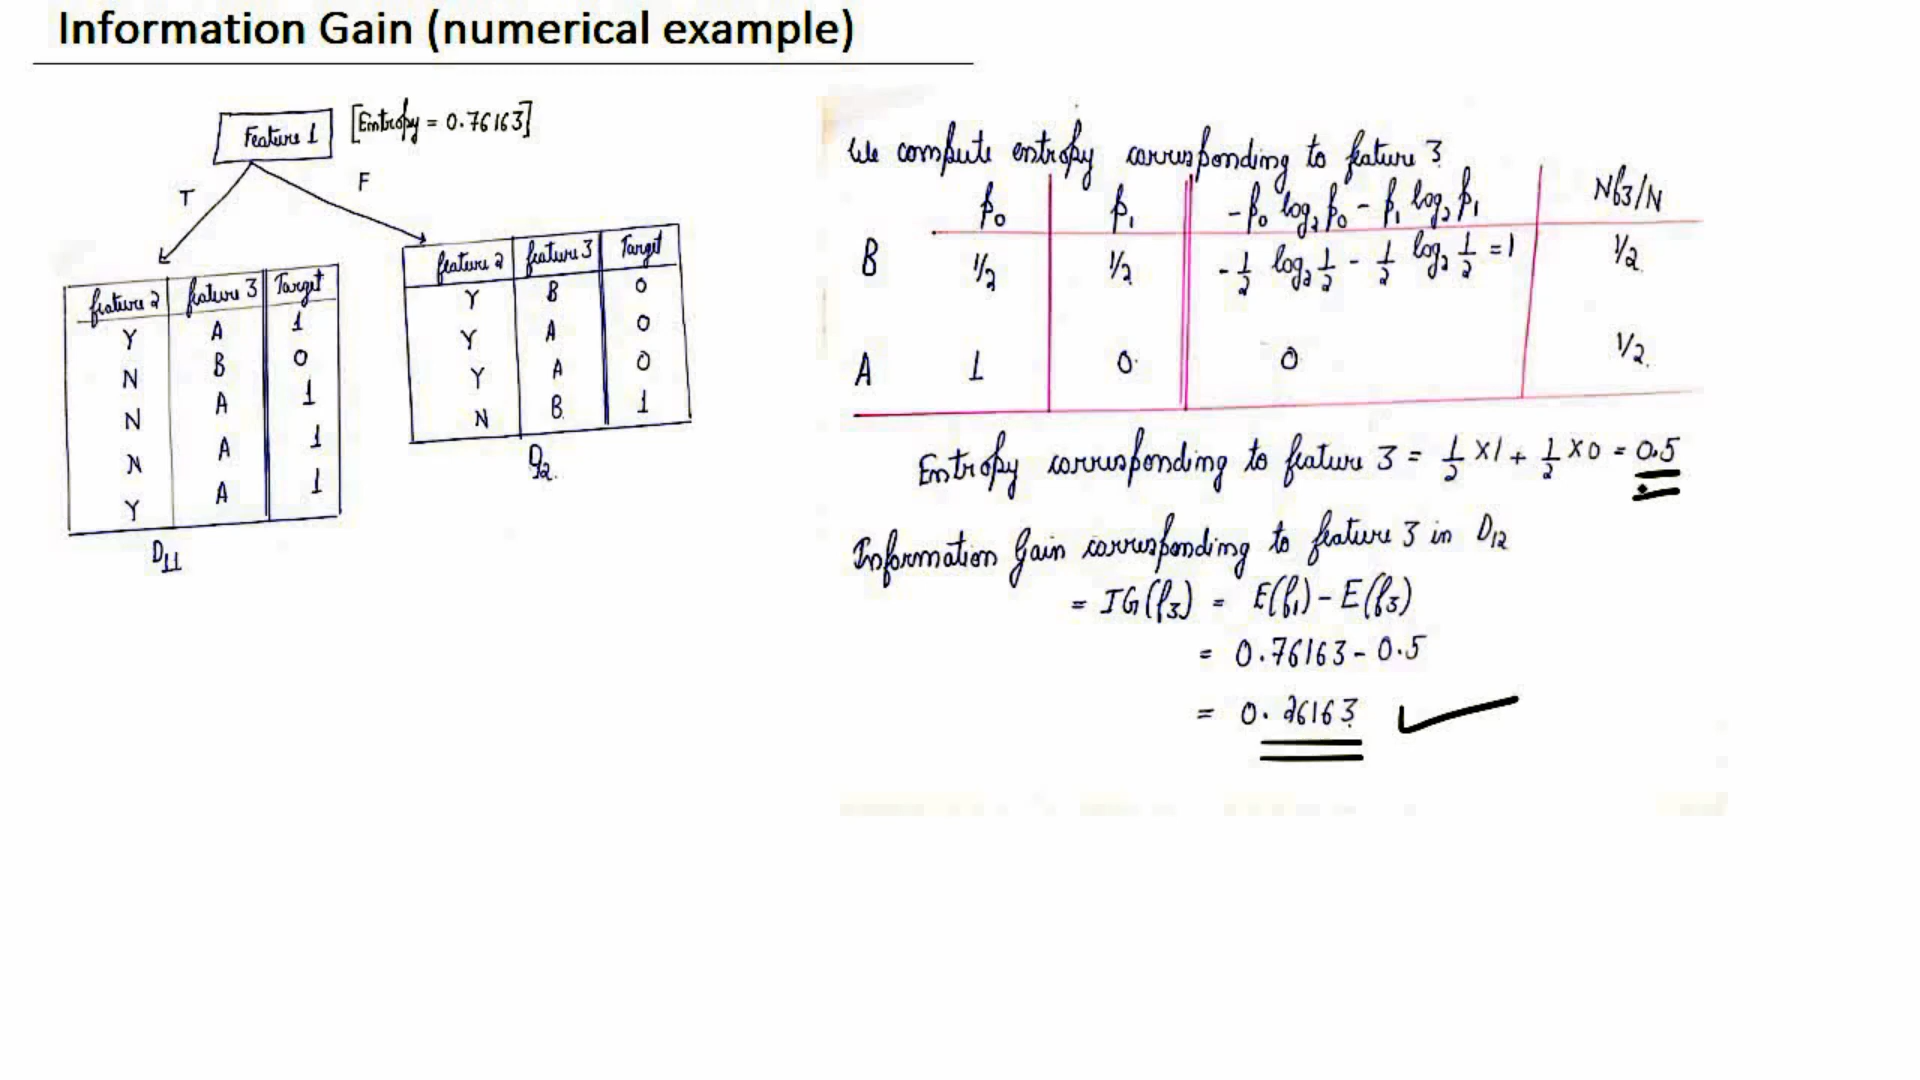 Information Gain (numerical example)
Feature 1 [Entropy = 0.76163]
T F
feature 2 feature 3 Target
Y A 1
N B 0
N A 1
N A 1
Y A 1
D11
feature 2 feature 3 Target
Y B 0
Y A 0
Y A 0
N B 1
D12
We compute entropy corresponding to feature 3
p₀ p₁ -p₀ log₂ p₀ - p₁ log₂ p₁ Nf3/N
B 1/2 1/2 -1/2 log₂ 1/2 - 1/2 log₂ 1/2 = 1 1/2
A 1 0 0 1/2
Entropy corresponding to feature 3 = 1/2 X 1 + 1/2 X 0 = 0.5
Information Gain corresponding to feature 3 in D12
= IG(f3) = E(f1) - E(f3)
= 0.76163 - 0.5
= 0.26163